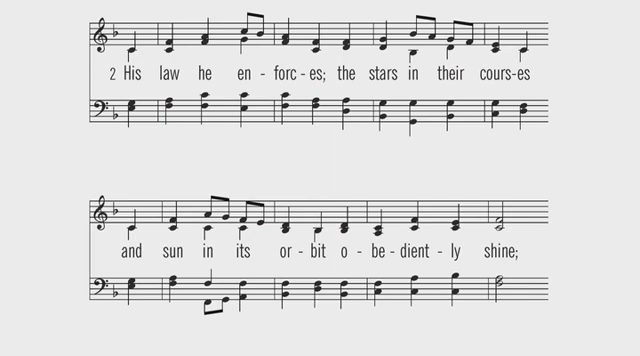 2 His law he en - forc - es; the stars in their cours-es
and sun in its or - bit o - be - dient - ly shine;